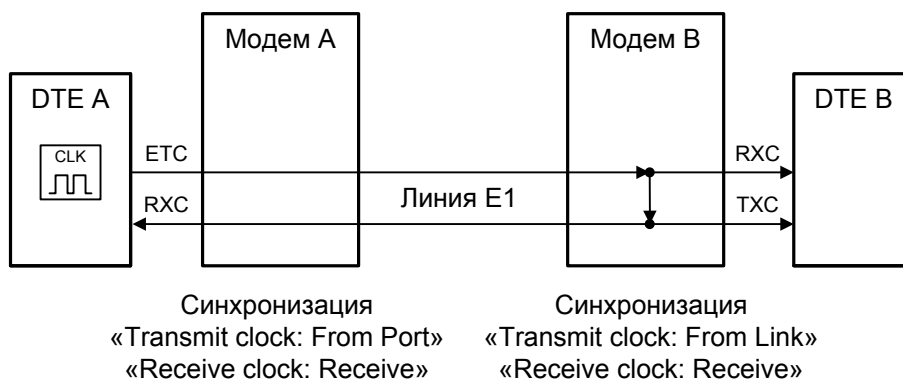 Модем А
Модем В
DTE A
DTE B
CLK
ETC
RXC
RXC
Линия Е1
TXC
Синхронизация
«Transmit clock: From Port»
«Receive clock: Receive»
Синхронизация
«Transmit clock: From Link»
«Receive clock: Receive»